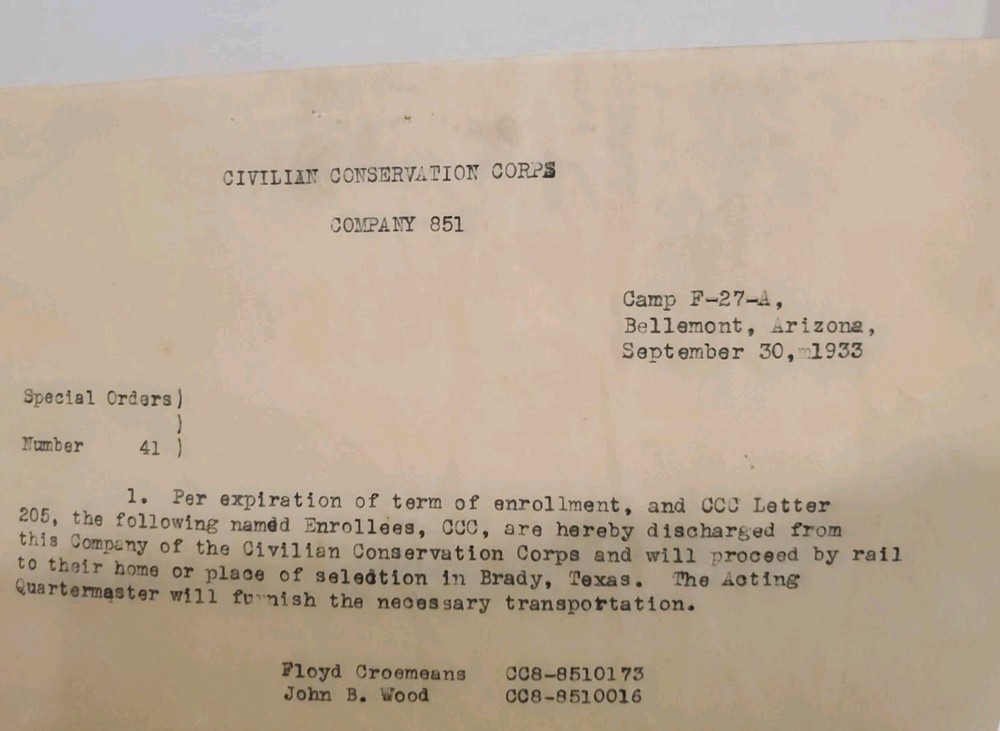 CIVILIAN CONSERVATION CORPS
COMPANY 851
Camp F-27-A,
Bellemont, Arizona,
September 30, 1933
Special Orders)
)
Number 41 )
1. Per expiration of term of enrollment, and CCC Letter
205, the following named Enrollees, CCC, are hereby discharged from
this Company of the Civilian Conservation Corps and will proceed by rail
to their home or place of selection in Brady, Texas. The Acting
Quartermaster will furnish the necessary transportation.
Floyd Croemeans CC8-8510173
John B. Wood CC8-8510016